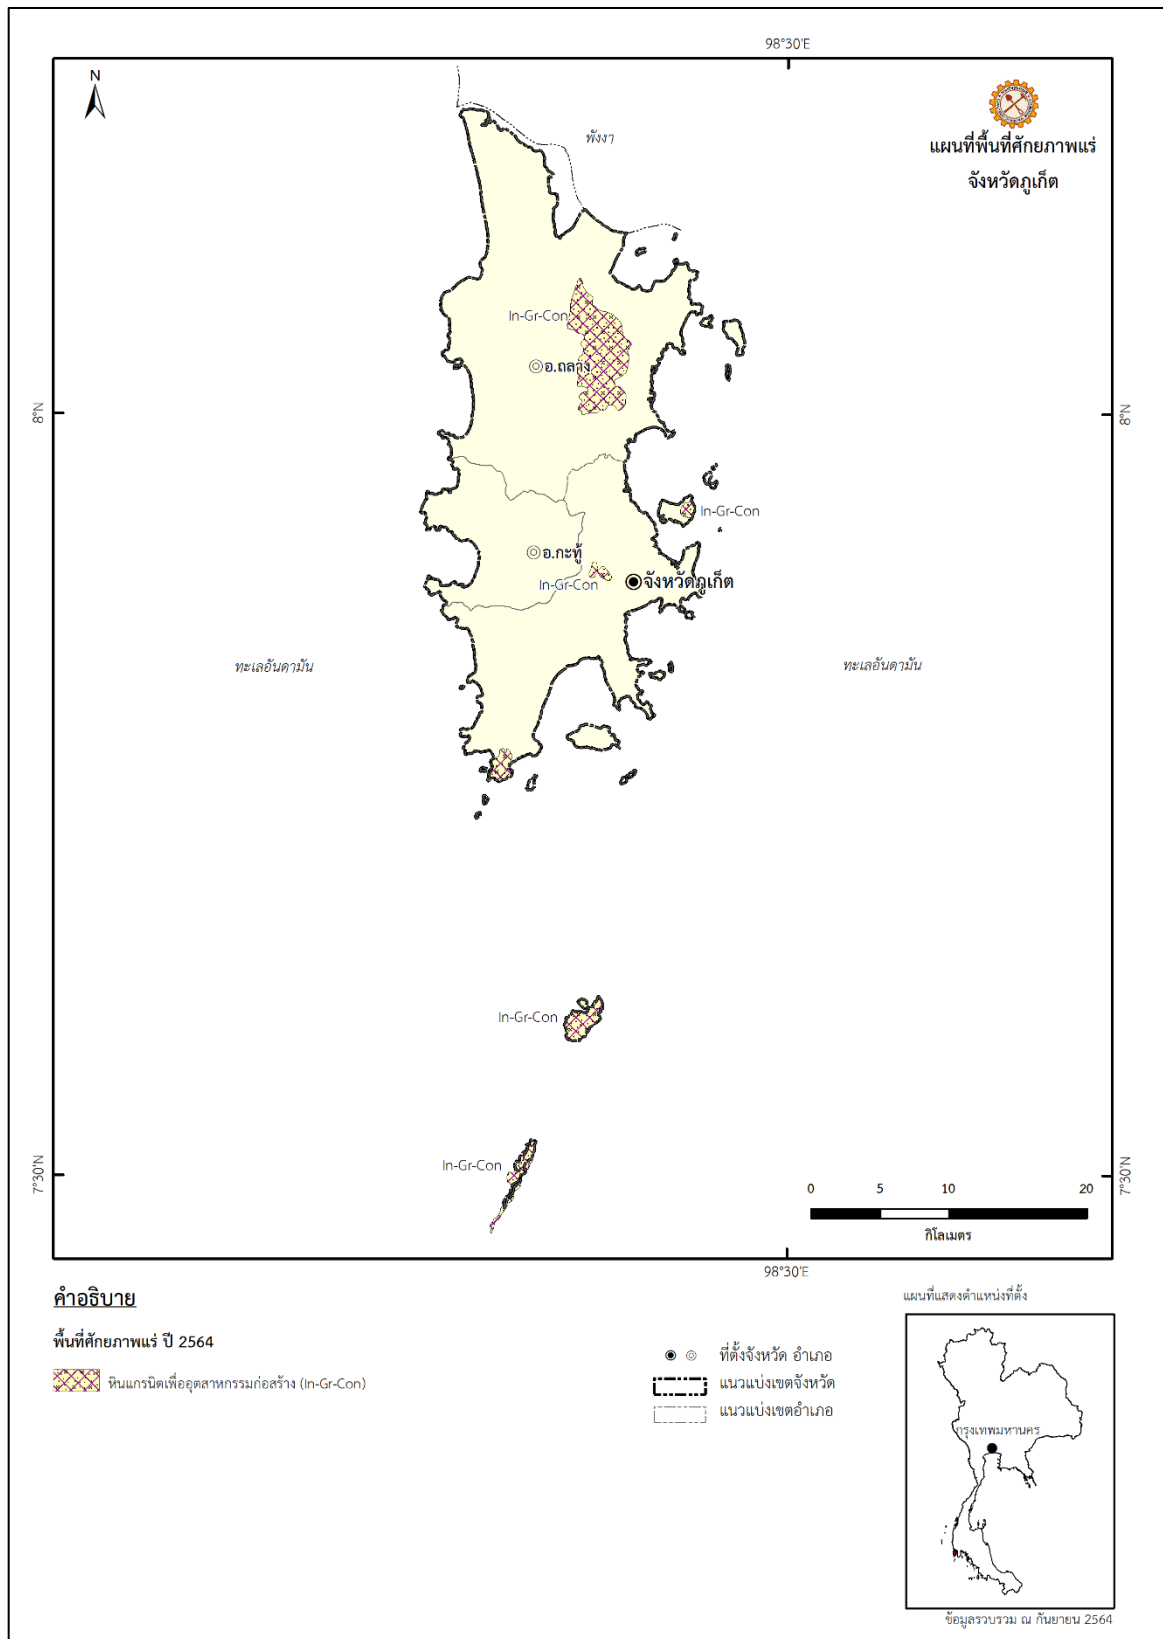 98°30'E
N
แผนที่พื้นที่ศักยภาพแร่
จังหวัดภูเก็ต
พังงา
In-Gr-Con
อ.ถลาง
8°N
8°N
In-Gr-Con
อ.กะทู้
In-Gr-Con
จังหวัดภูเก็ต
ทะเลอันดามัน
ทะเลอันดามัน
In-Gr-Con
In-Gr-Con
7°30'N
7°30'N
0 5 10 20
กิโลเมตร
98°30'E
คำอธิบาย
พื้นที่ศักยภาพแร่ ปี 2564
หินแกรนิตเพื่ออุตสาหกรรมก่อสร้าง (In-Gr-Con)
ที่ตั้งจังหวัด อำเภอ
แนวแบ่งเขตจังหวัด
แนวแบ่งเขตอำเภอ
แผนที่แสดงตำแหน่งที่ตั้ง
กรุงเทพมหานคร
ข้อมูลรวบรวม ณ กันยายน 2564